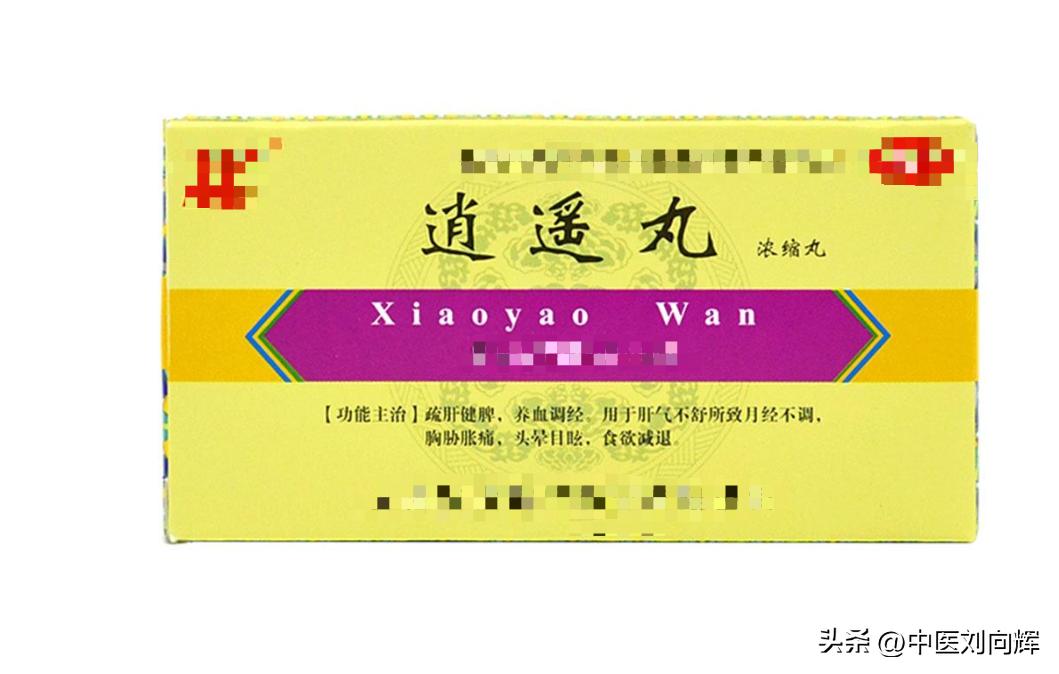 逍遥丸 浓缩丸
Xiaoyao Wan
【功能主治】疏肝健脾，养血调经。用于肝气不舒所致月经不调，
胸胁胀痛，头晕目眩，食欲减退。
头条 @中医刘向辉